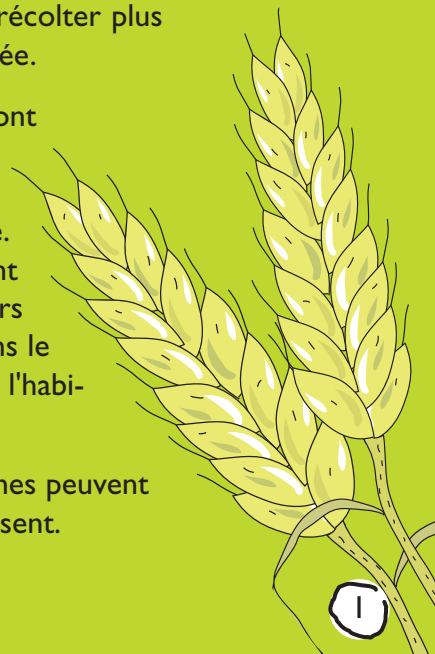 récolter plus
ée.
ont
e.
nt
rs
ns le
l'habi-
nes peuvent
sent.
1